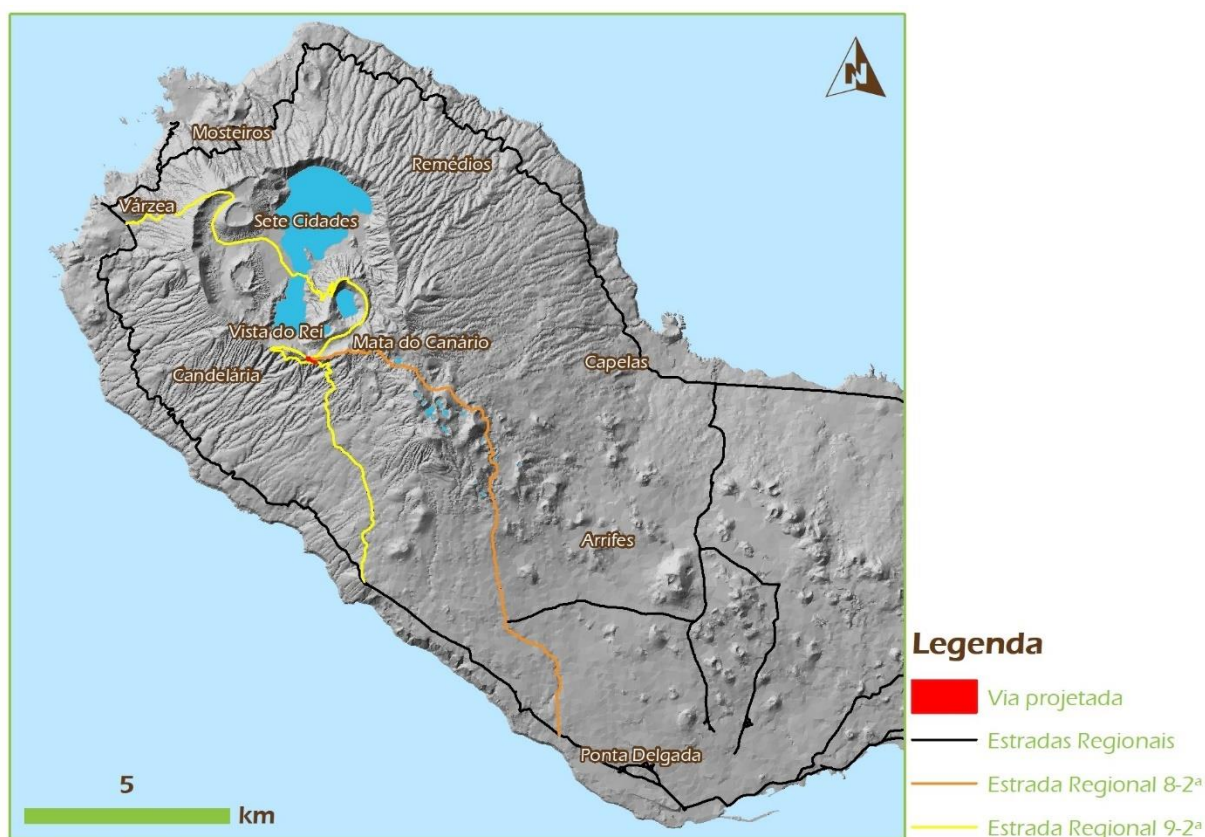 N
Mosteiros
Remédios
Várzea
Sete Cidades
Vista do Rei
Mata do Canário
Candelária
Capelas
Arrifes
Ponta Delgada
5
km
Legenda
Via projetada
Estradas Regionais
Estrada Regional 8-2ª
Estrada Regional 9-2ª